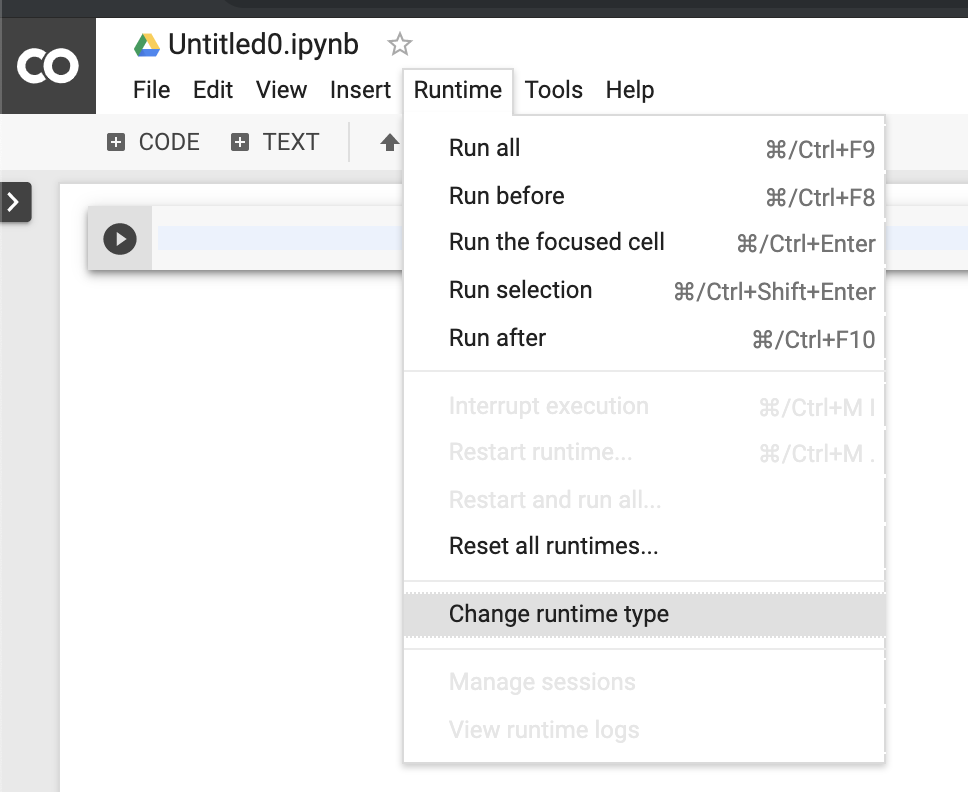 CO
Untitled0.ipynb
File Edit View Insert Runtime Tools Help
CODE TEXT
Run all ⌘/Ctrl+F9
Run before ⌘/Ctrl+F8
Run the focused cell ⌘/Ctrl+Enter
Run selection ⌘/Ctrl+Shift+Enter
Run after ⌘/Ctrl+F10
Interrupt execution ⌘/Ctrl+M I
Restart runtime... ⌘/Ctrl+M .
Restart and run all...
Reset all runtimes...
Change runtime type
Manage sessions
View runtime logs